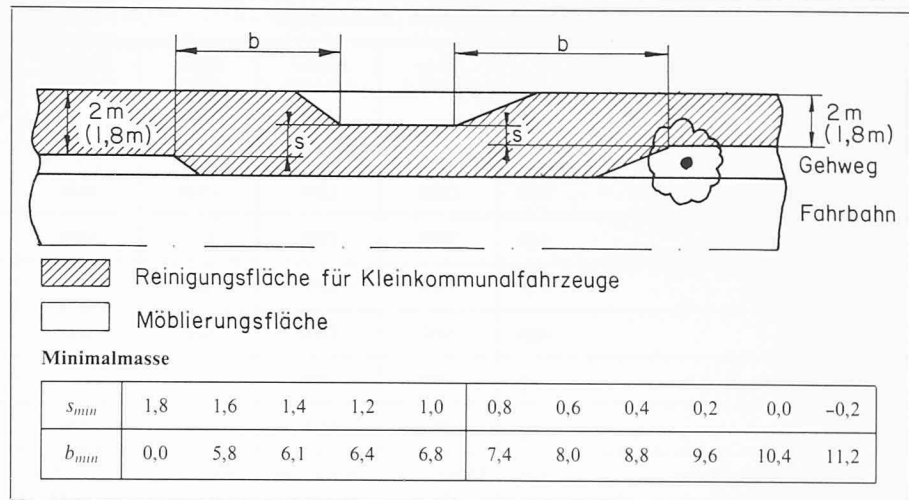 b b
2 m
(1,8m)
s s
2 m
(1,8m)
Gehweg
Fahrbahn
Reinigungsfläche für Kleinkommunalfahrzeuge
Möblierungsfläche
Minimalmasse
s_min 1,8 1,6 1,4 1,2 1,0 0,8 0,6 0,4 0,2 0,0 –0,2
b_min 0,0 5,8 6,1 6,4 6,8 7,4 8,0 8,8 9,6 10,4 11,2